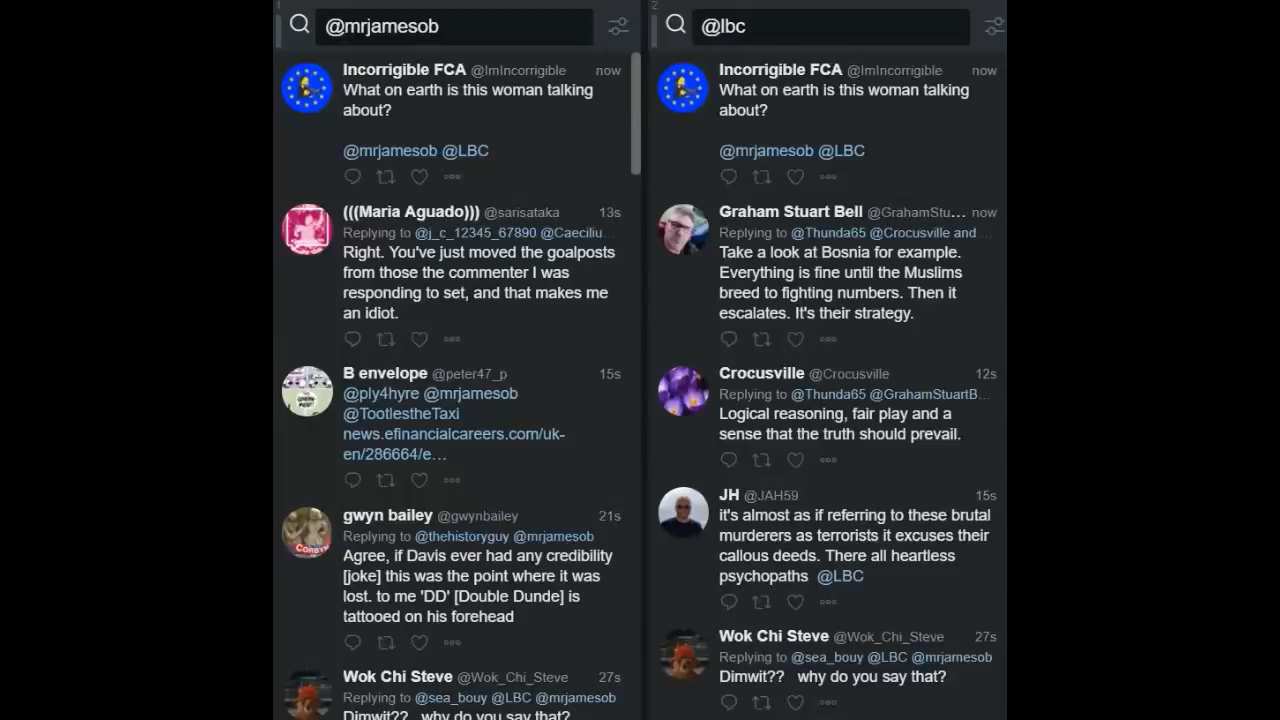 1
@mrjamesob
Incorrigible FCA @ImIncorrigible now
What on earth is this woman talking
about?
@mrjamesob @LBC
(((Maria Aguado))) @sarisataka 13s
Replying to @j_c_12345_67890 @Caeciliu...
Right. You've just moved the goalposts
from those the commenter I was
responding to set, and that makes me
an idiot.
B envelope @peter47_p 15s
@ply4hyre @mrjamesob
@TootlestheTaxi
news.efinancialcareers.com/uk-
en/286664/e…
gwyn bailey @gwynbailey 21s
Replying to @thehistoryguy @mrjamesob
Agree, if Davis ever had any credibility
[joke] this was the point where it was
lost. to me 'DD' [Double Dunde] is
tattooed on his forehead
Wok Chi Steve @Wok_Chi_Steve 27s
Replying to @sea_bouy @LBC @mrjamesob
Dimwit?? why do you say that?
2
@lbc
Incorrigible FCA @ImIncorrigible now
What on earth is this woman talking
about?
@mrjamesob @LBC
Graham Stuart Bell @GrahamStu... now
Replying to @Thunda65 @Crocusville and ...
Take a look at Bosnia for example.
Everything is fine until the Muslims
breed to fighting numbers. Then it
escalates. It's their strategy.
Crocusville @Crocusville 12s
Replying to @Thunda65 @GrahamStuartB...
Logical reasoning, fair play and a
sense that the truth should prevail.
JH @JAH59 15s
it's almost as if referring to these brutal
murderers as terrorists it excuses their
callous deeds. There all heartless
psychopaths @LBC
Wok Chi Steve @Wok_Chi_Steve 27s
Replying to @sea_bouy @LBC @mrjamesob
Dimwit?? why do you say that?